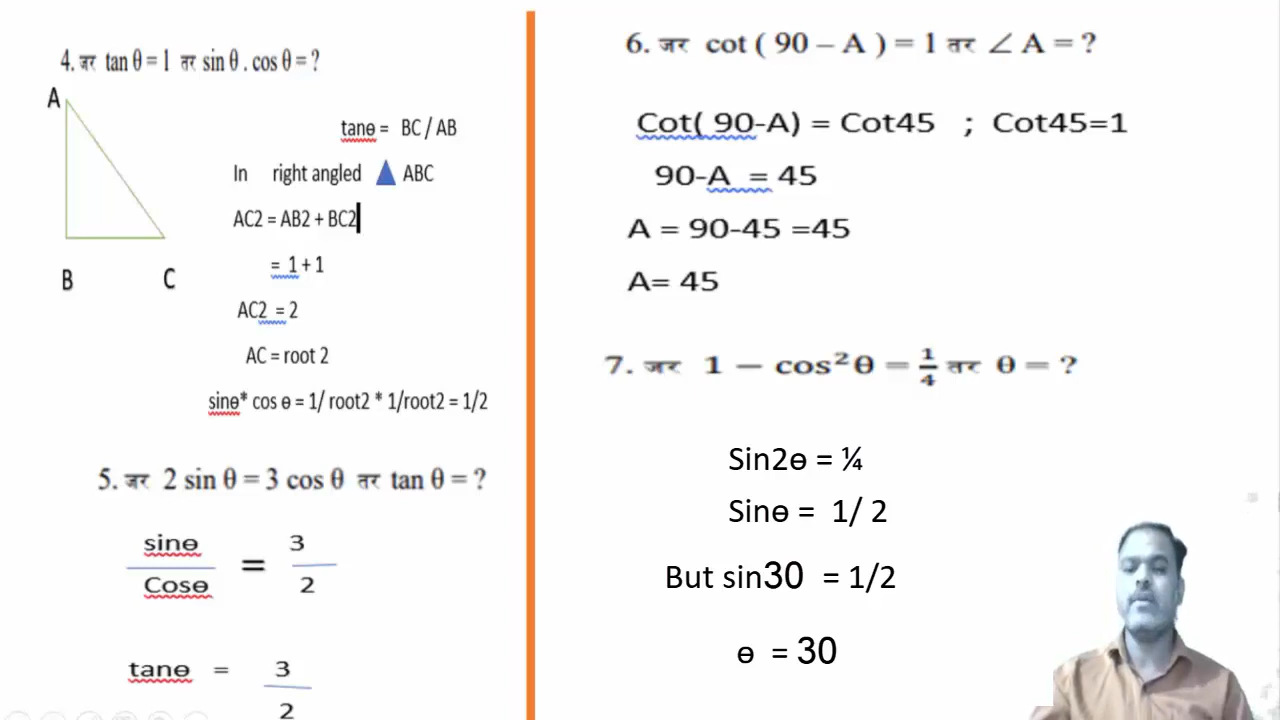 4. जर tan θ = 1 तर sin θ . cos θ = ?
A
B
C
tanɵ = BC / AB
In right angled ABC
AC2 = AB2 + BC2
= 1 + 1
AC2 = 2
AC = root 2
sinɵ* cos ɵ = 1/ root2 * 1/root2 = 1/2
5. जर 2 sin θ = 3 cos θ तर tan θ = ?
sinɵ
Cosɵ
=
3
2
tanɵ =
3
2
6. जर cot ( 90 – A ) = 1 तर ∠ A = ?
Cot( 90-A) = Cot45 ; Cot45=1
90-A = 45
A = 90-45 =45
A= 45
7. जर 1 − cos²θ = 1/4 तर θ = ?
Sin2ɵ = ¼
Sinɵ = 1/ 2
But sin30 = 1/2
ɵ = 30